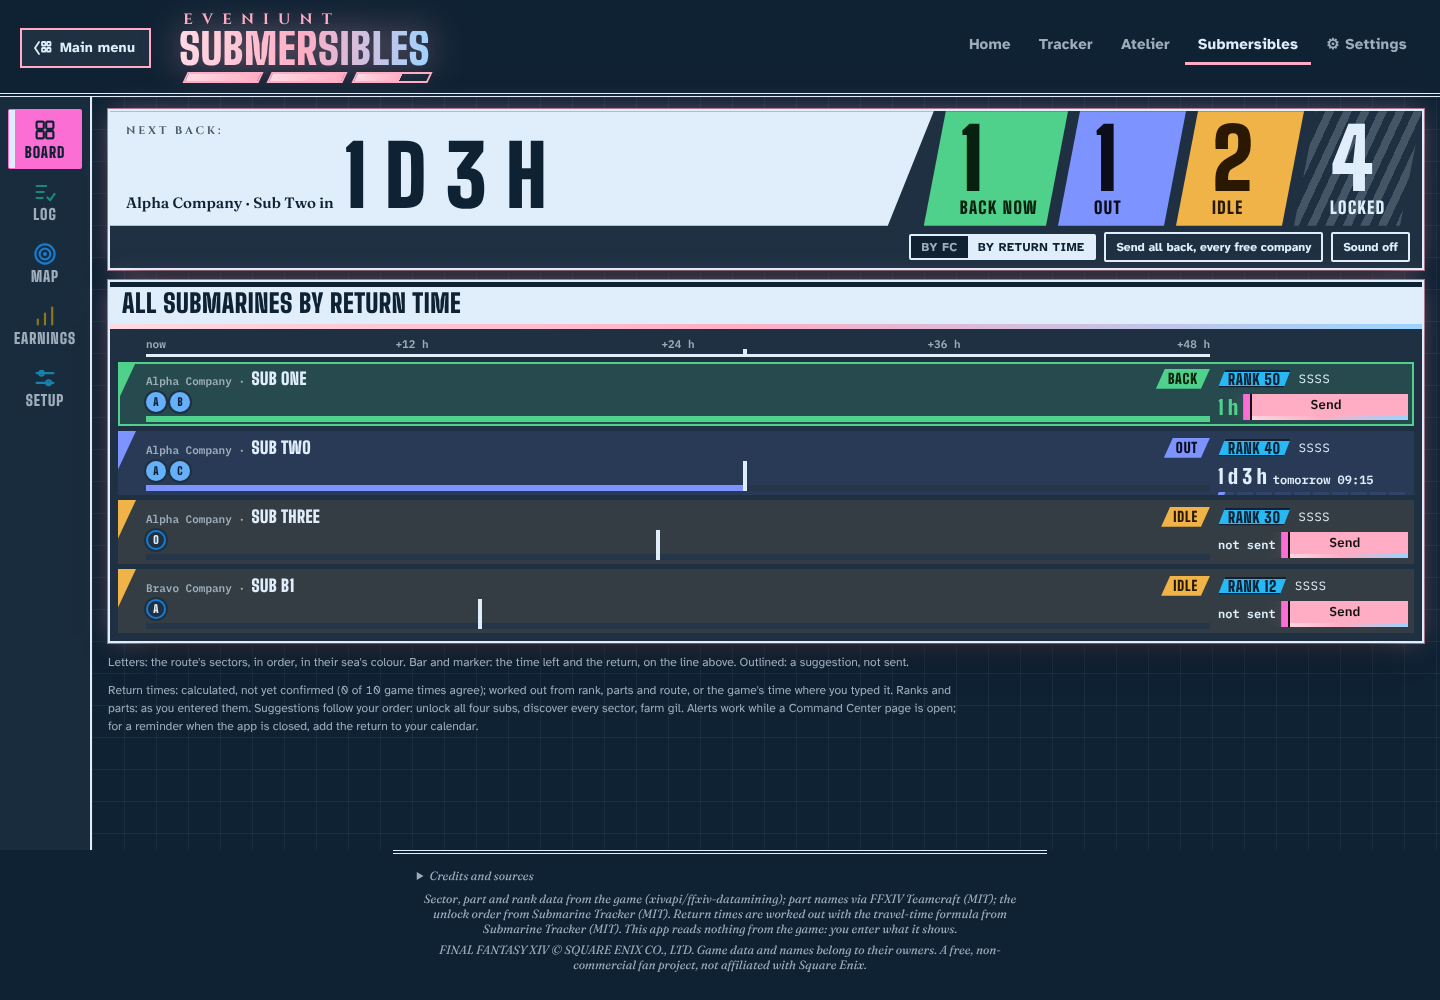 Main menu
EVENIUNT
SUBMERSIBLES
Home
Tracker
Atelier
Submersibles
⚙ Settings
BOARD
LOG
MAP
EARNINGS
SETUP
NEXT BACK:
Alpha Company · Sub Two in 1D3H
1
BACK NOW
1
OUT
2
IDLE
4
LOCKED
BY FC
BY RETURN TIME
Send all back, every free company
Sound off
ALL SUBMARINES BY RETURN TIME
now +12 h +24 h +36 h +48 h
Alpha Company · SUB ONE BACK RANK 50 SSSS
A B
1 h Send
Alpha Company · SUB TWO OUT RANK 40 SSSS
A C
1 d 3 h tomorrow 09:15
Alpha Company · SUB THREE IDLE RANK 30 SSSS
O
not sent Send
Bravo Company · SUB B1 IDLE RANK 12 SSSS
A
not sent Send
Letters: the route's sectors, in order, in their sea's colour. Bar and marker: the time left and the return, on the line above. Outlined: a suggestion, not sent.
Return times: calculated, not yet confirmed (0 of 10 game times agree); worked out from rank, parts and route, or the game's time where you typed it. Ranks and
parts: as you entered them. Suggestions follow your order: unlock all four subs, discover every sector, farm gil. Alerts work while a Command Center page is open;
for a reminder when the app is closed, add the return to your calendar.
▶ Credits and sources
Sector, part and rank data from the game (xivapi/ffxiv-datamining); part names via FFXIV Teamcraft (MIT); the
unlock order from Submarine Tracker (MIT). Return times are worked out with the travel-time formula from
Submarine Tracker (MIT). This app reads nothing from the game: you enter what it shows.
FINAL FANTASY XIV © SQUARE ENIX CO., LTD. Game data and names belong to their owners. A free, non-
commercial fan project, not affiliated with Square Enix.